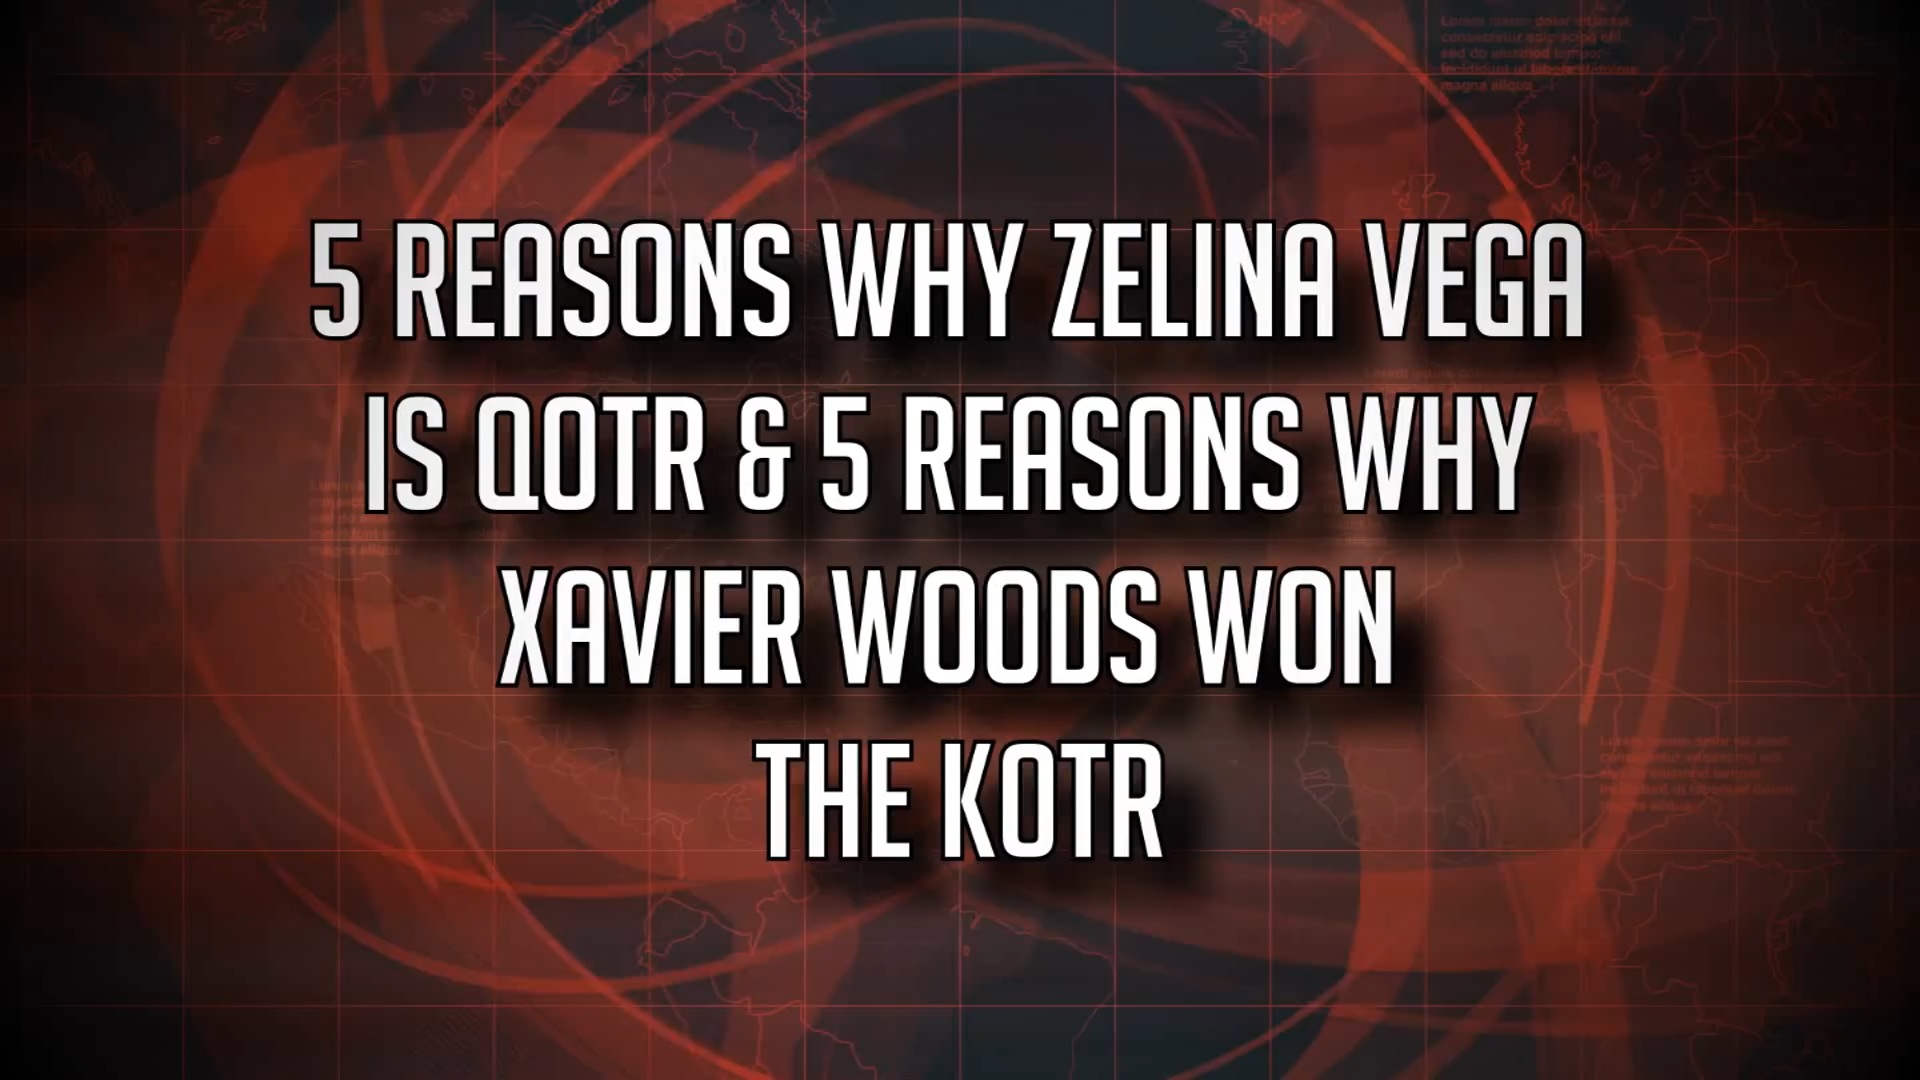 5 REASONS WHY ZELINA VEGA
IS QOTR & 5 REASONS WHY
XAVIER WOODS WON
THE KOTR